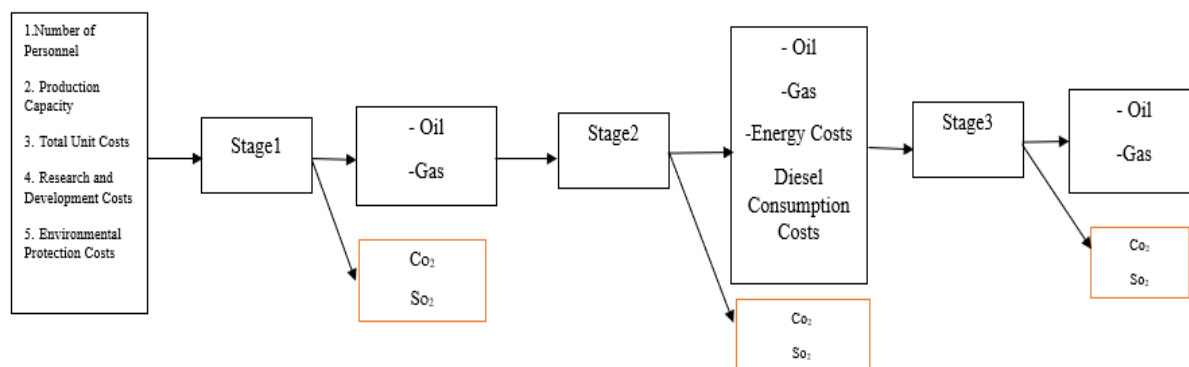 1.Number of
Personnel
2. Production
Capacity
3. Total Unit Costs
4. Research and
Development Costs
5. Environmental
Protection Costs
Stage1
- Oil
-Gas
Co₂
So₂
Stage2
- Oil
-Gas
-Energy Costs
Diesel
Consumption
Costs
Co₂
So₂
Stage3
- Oil
-Gas
Co₂
So₂